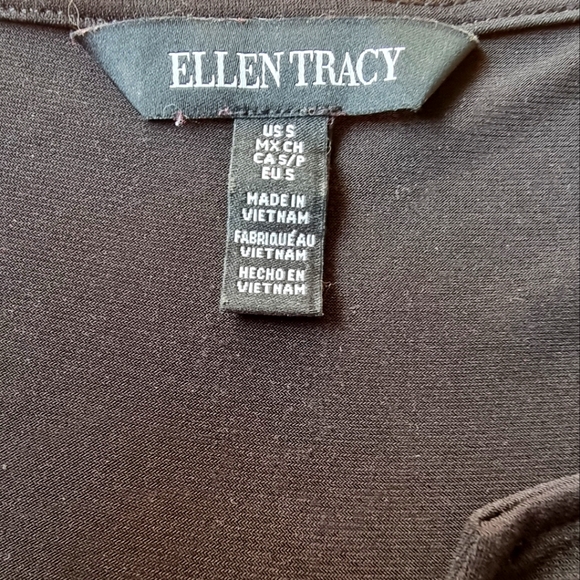 ELLEN TRACY
US S
MX CH
CA S/P
EU S
MADE IN
VIETNAM
FABRIQUÉ AU
VIETNAM
HECHO EN
VIETNAM